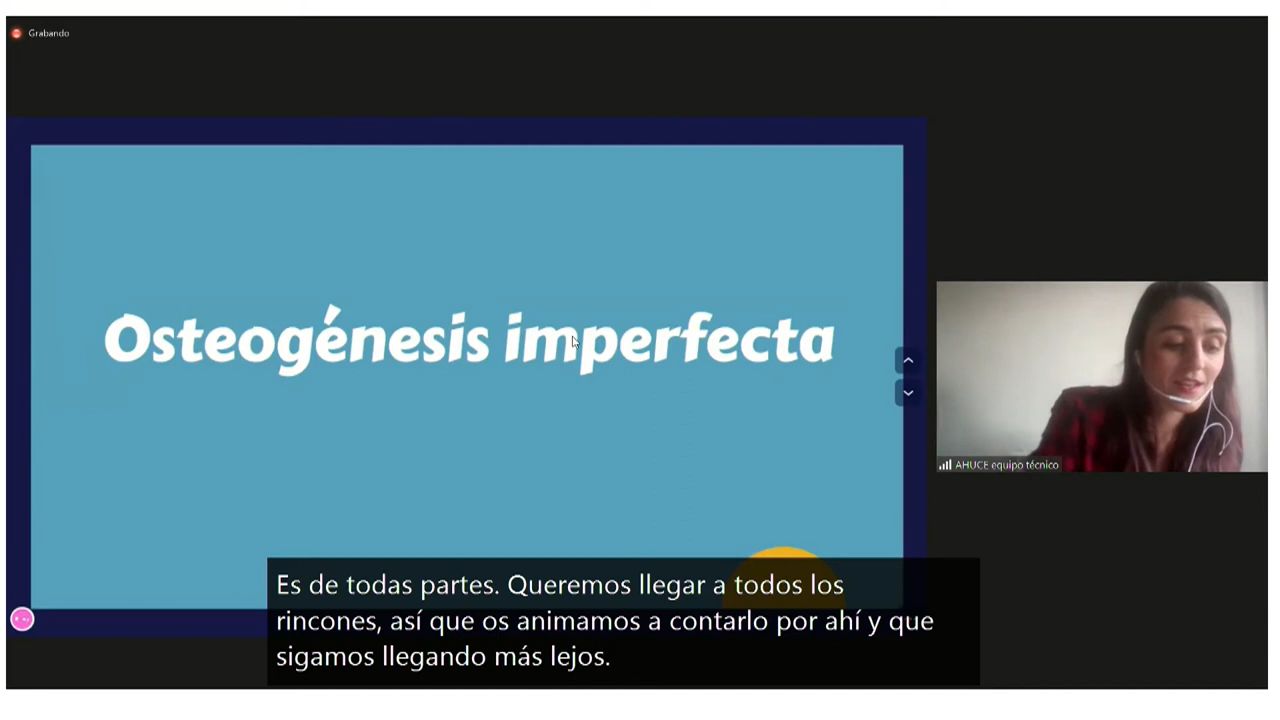 Grabando
Osteogénesis imperfecta
AHUCE equipo técnico
Es de todas partes. Queremos llegar a todos los
rincones, así que os animamos a contarlo por ahí y que
sigamos llegando más lejos.